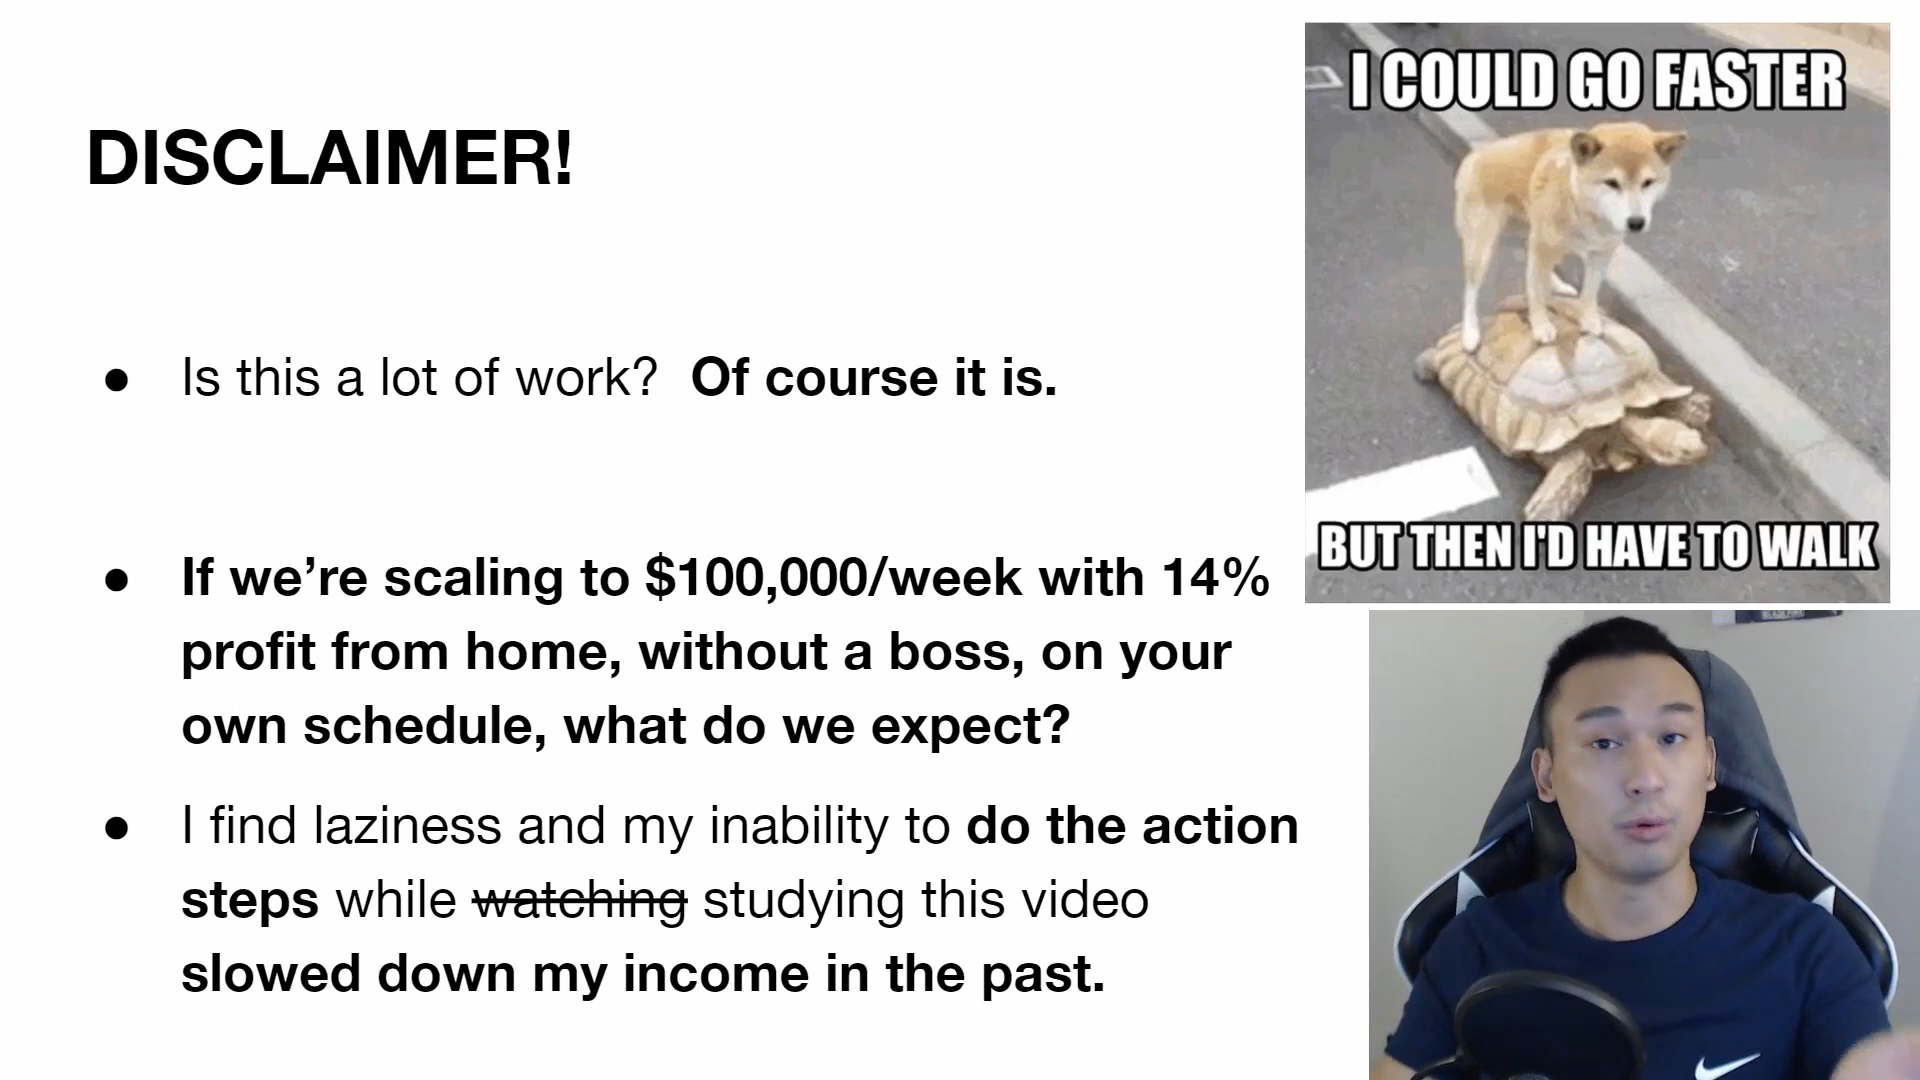 DISCLAIMER!
● Is this a lot of work?  Of course it is.
● If we’re scaling to $100,000/week with 14%
profit from home, without a boss, on your
own schedule, what do we expect?
● I find laziness and my inability to do the action
steps while watching studying this video
slowed down my income in the past.
I COULD GO FASTER
BUT THEN I'D HAVE TO WALK